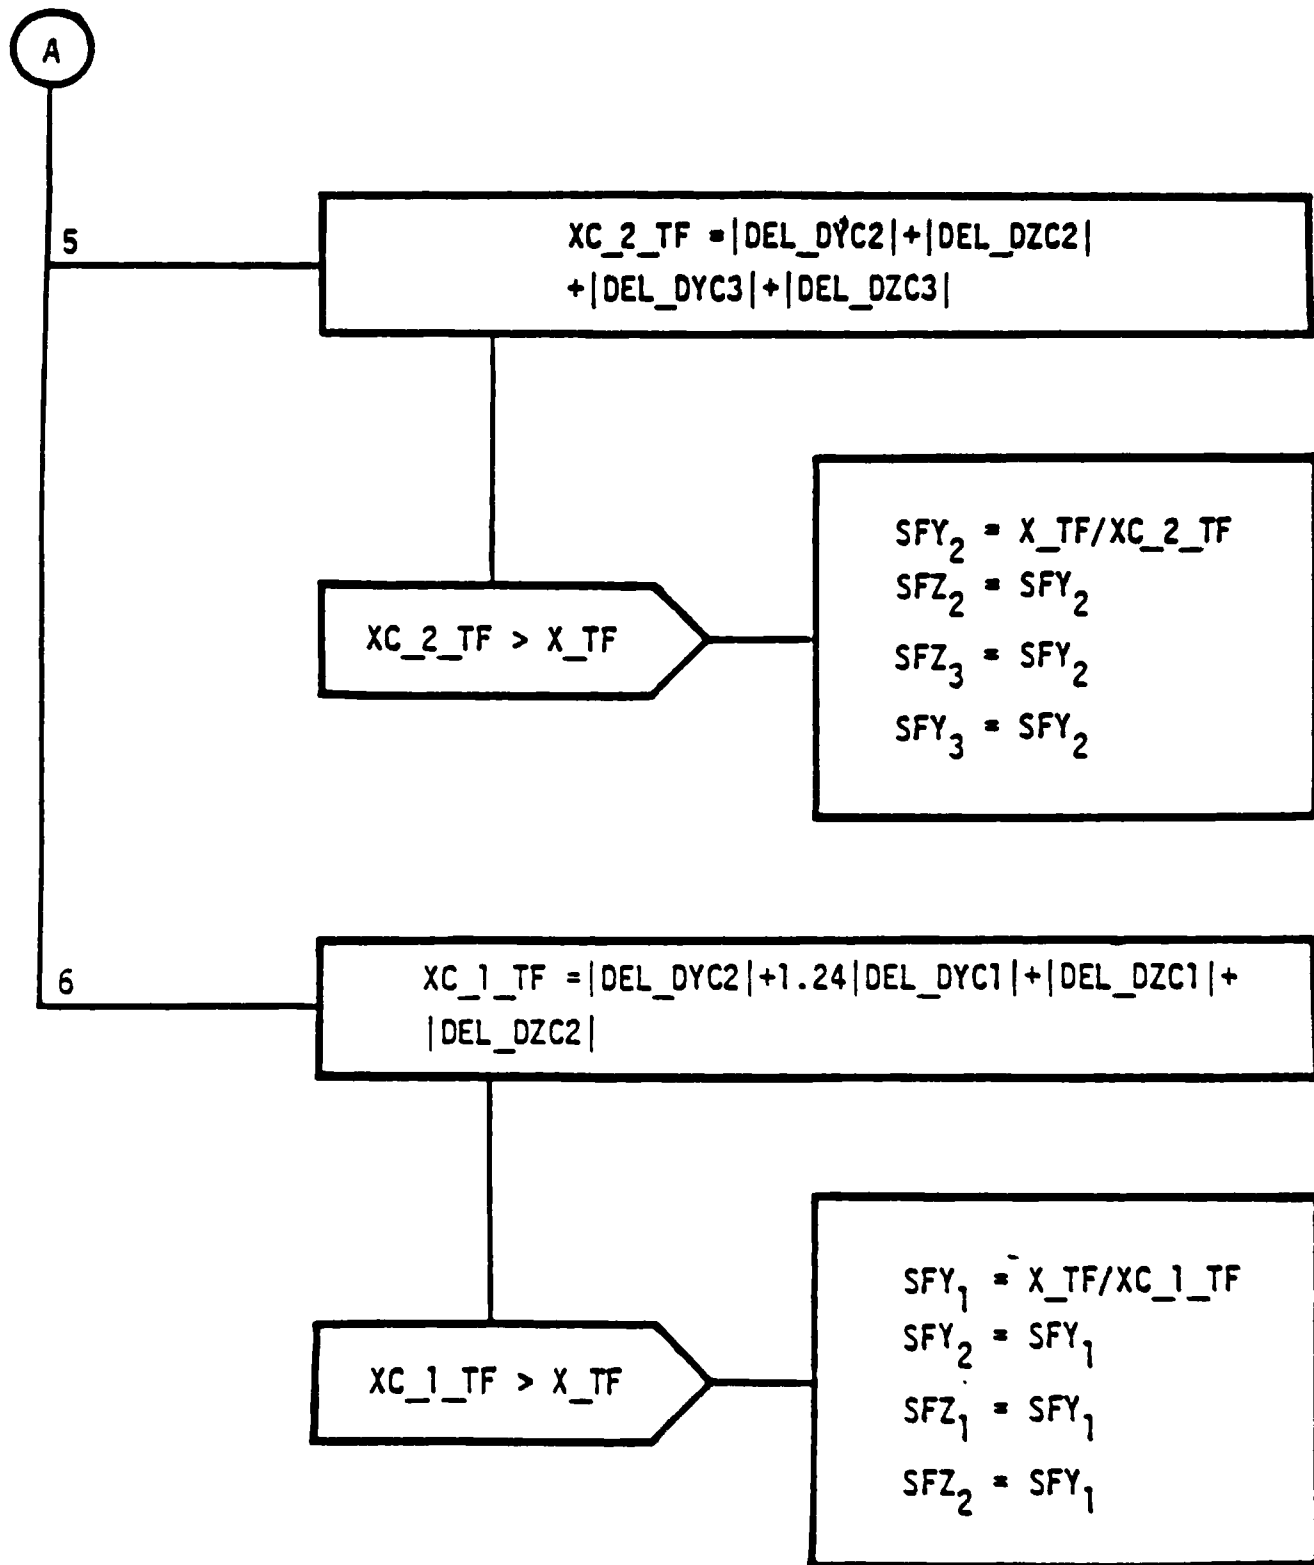 A
5
XC_2_TF =|DEL_DYC2|+|DEL_DZC2|
+|DEL_DYC3|+|DEL_DZC3|
SFY2 = X_TF/XC_2_TF
SFZ2 = SFY2
XC_2_TF > X_TF
SFZ3 = SFY2
SFY3 = SFY2
6
XC_1_TF =|DEL_DYC2|+1.24|DEL_DYC1|+|DEL_DZC1|+
|DEL_DZC2|
SFY1 = X_TF/XC_1_TF
SFY2 = SFY1
XC_1_TF > X_TF
SFZ1 = SFY1
SFZ2 = SFY1